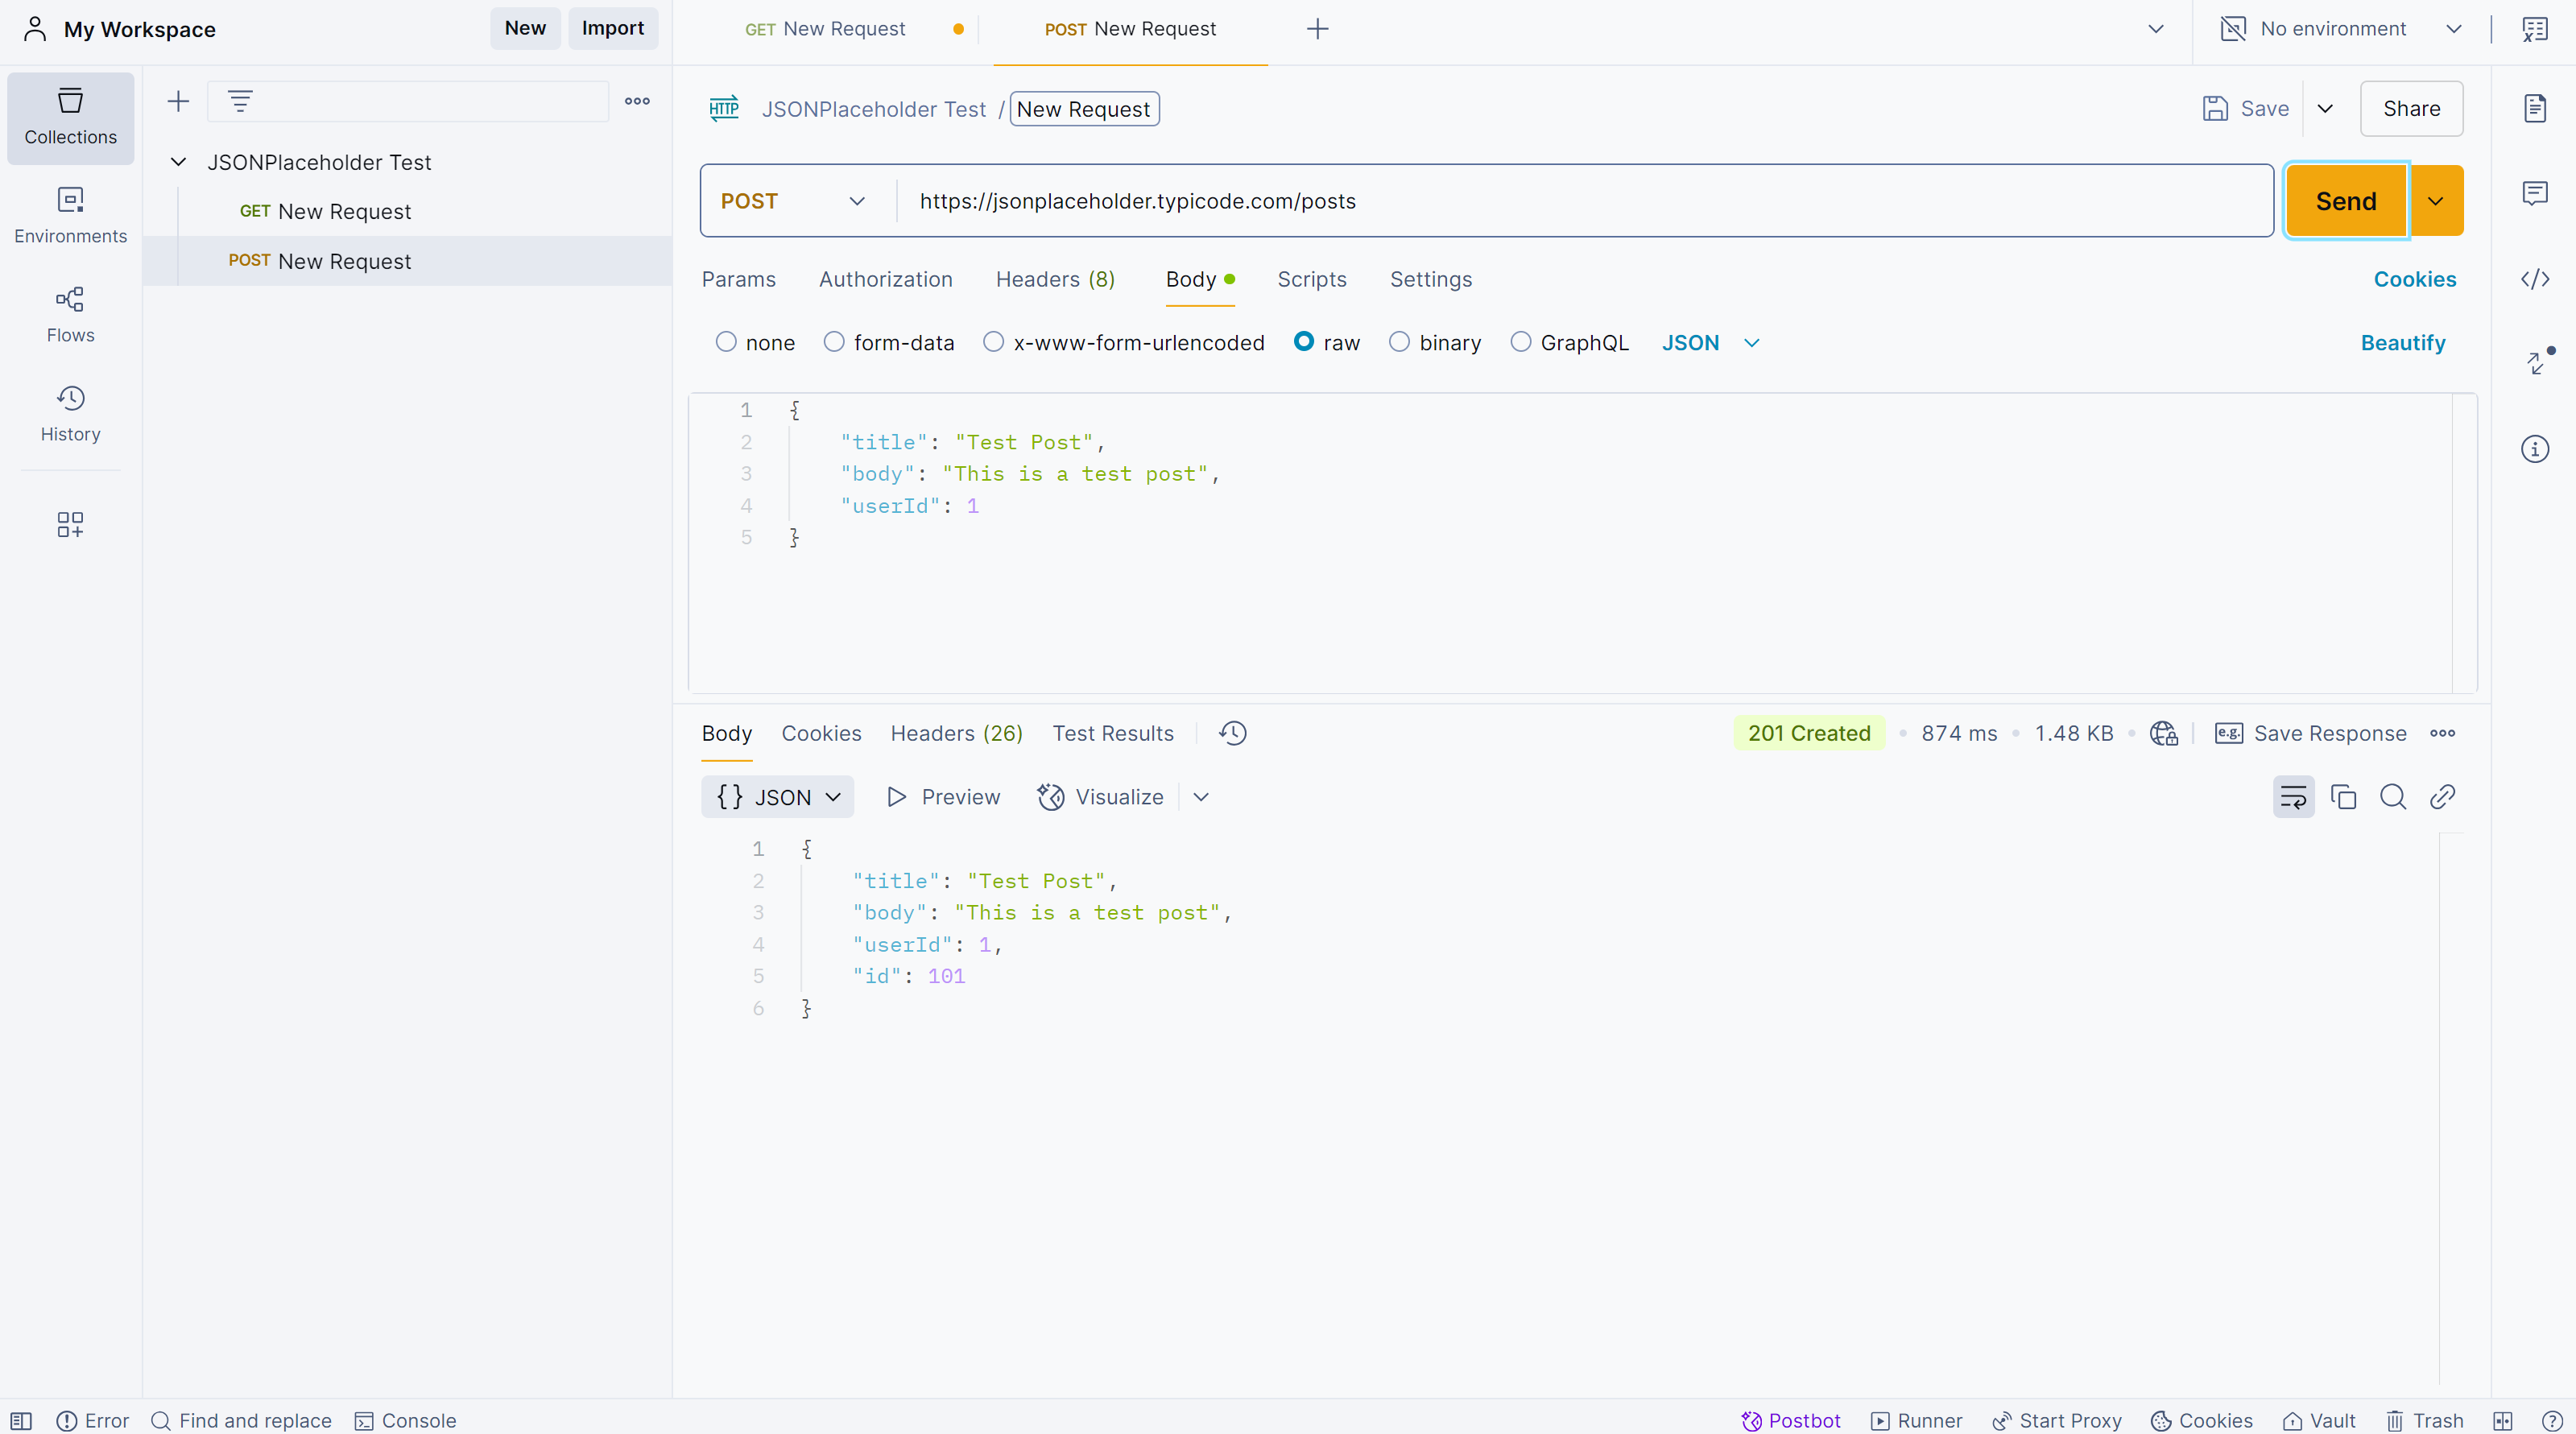 My Workspace
New
Import
GET New Request
POST New Request
No environment
Collections
Environments
Flows
History
JSONPlaceholder Test
GET New Request
POST New Request
HTTP
JSONPlaceholder Test / New Request
Save
Share
POST
https://jsonplaceholder.typicode.com/posts
Send
Params
Authorization
Headers (8)
Body
Scripts
Settings
Cookies
none
form-data
x-www-form-urlencoded
raw
binary
GraphQL
JSON
Beautify
1 {
2 "title": "Test Post",
3 "body": "This is a test post",
4 "userId": 1
5 }
Body
Cookies
Headers (26)
Test Results
201 Created
874 ms
1.48 KB
e.g.
Save Response
{} JSON
Preview
Visualize
1 {
2 "title": "Test Post",
3 "body": "This is a test post",
4 "userId": 1,
5 "id": 101
6 }
Error
Find and replace
Console
Postbot
Runner
Start Proxy
Cookies
Vault
Trash